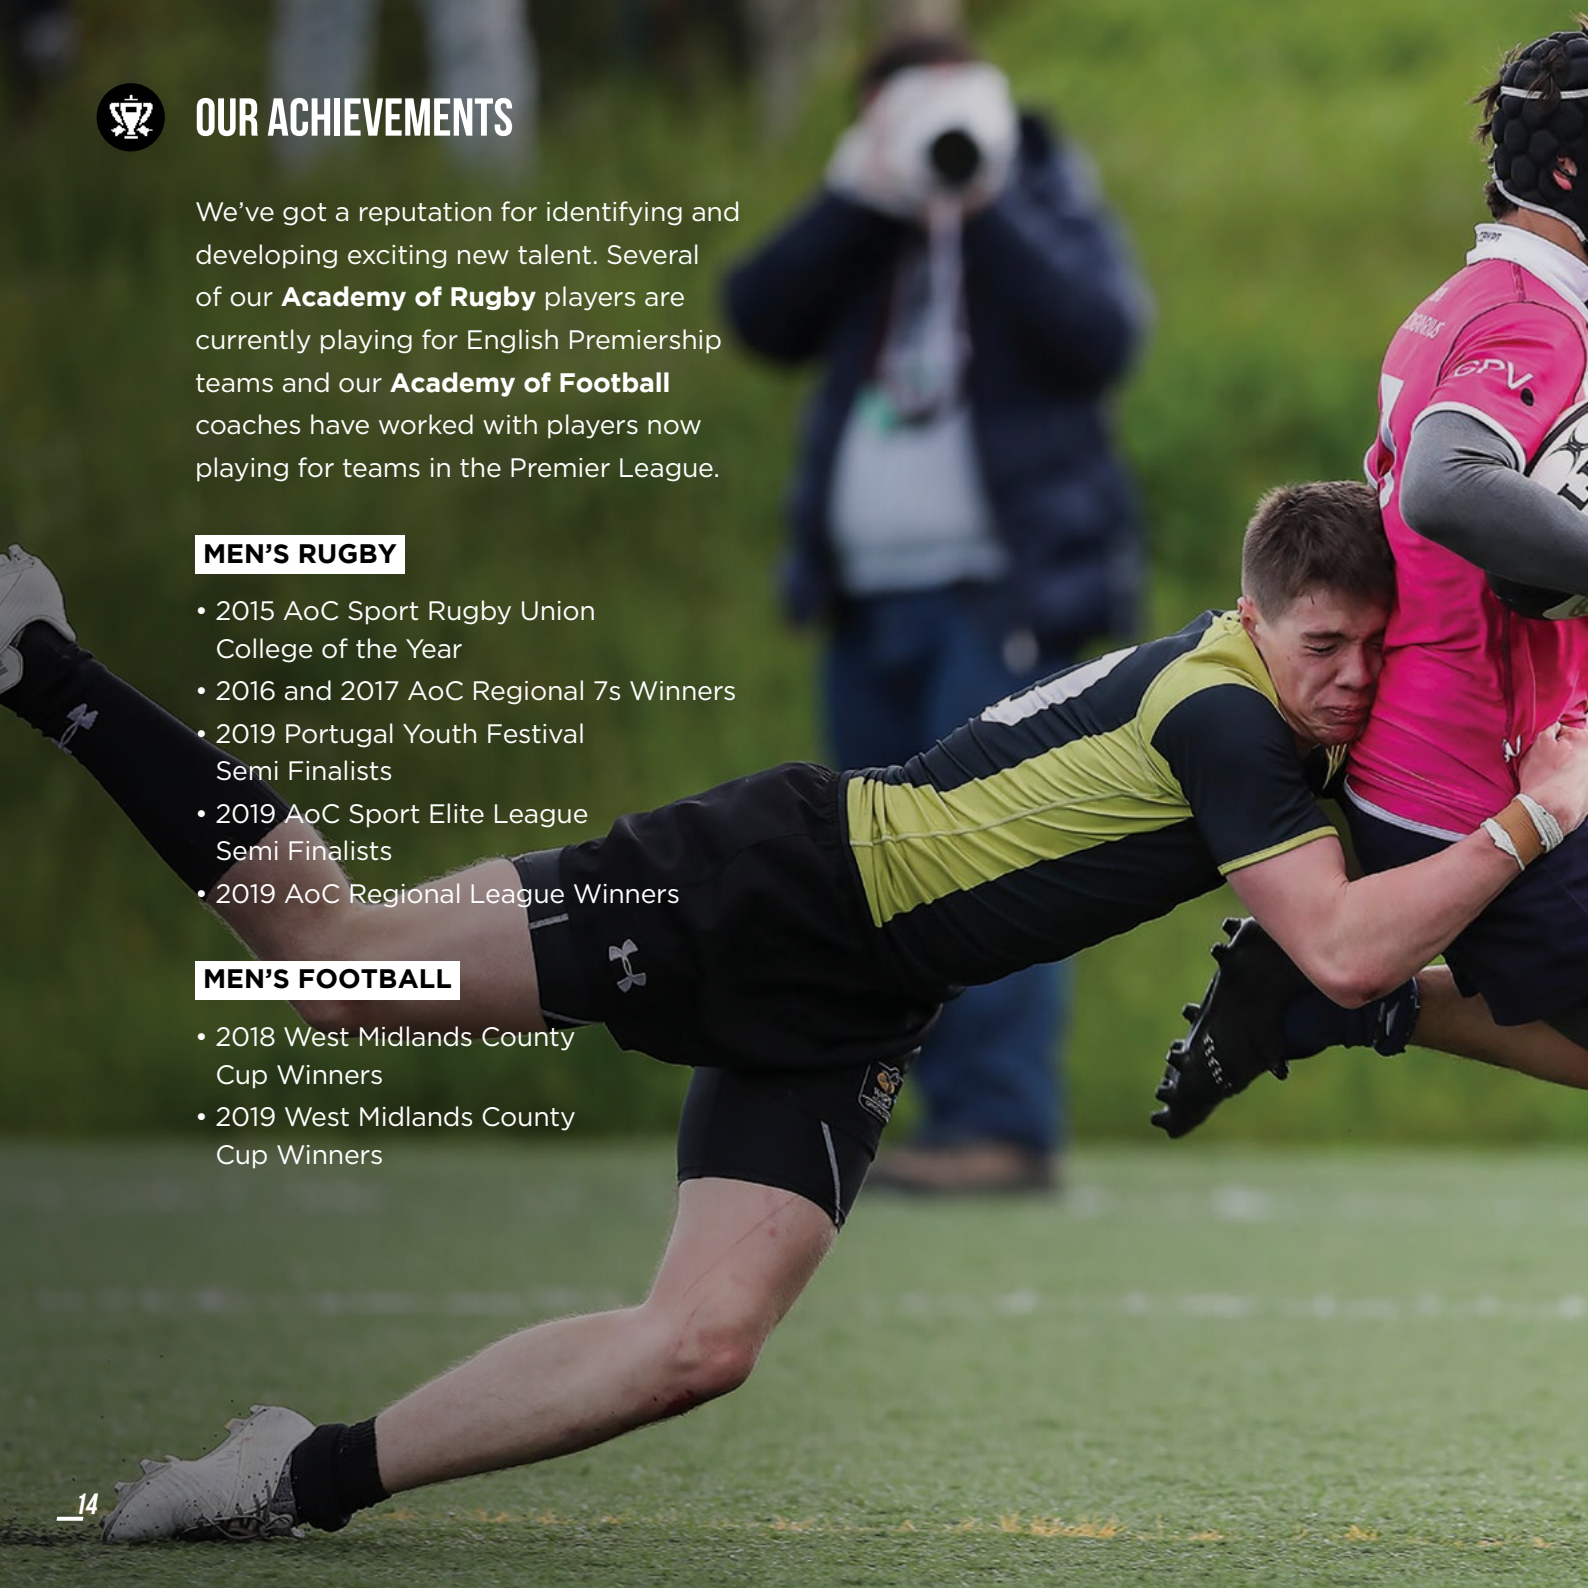 OUR ACHIEVEMENTS
We’ve got a reputation for identifying and
developing exciting new talent. Several
of our Academy of Rugby players are
currently playing for English Premiership
teams and our Academy of Football
coaches have worked with players now
playing for teams in the Premier League.
MEN’S RUGBY
• 2015 AoC Sport Rugby Union
College of the Year
• 2016 and 2017 AoC Regional 7s Winners
• 2019 Portugal Youth Festival
Semi Finalists
• 2019 AoC Sport Elite League
Semi Finalists
• 2019 AoC Regional League Winners
MEN’S FOOTBALL
• 2018 West Midlands County
Cup Winners
• 2019 West Midlands County
Cup Winners
GPV
14